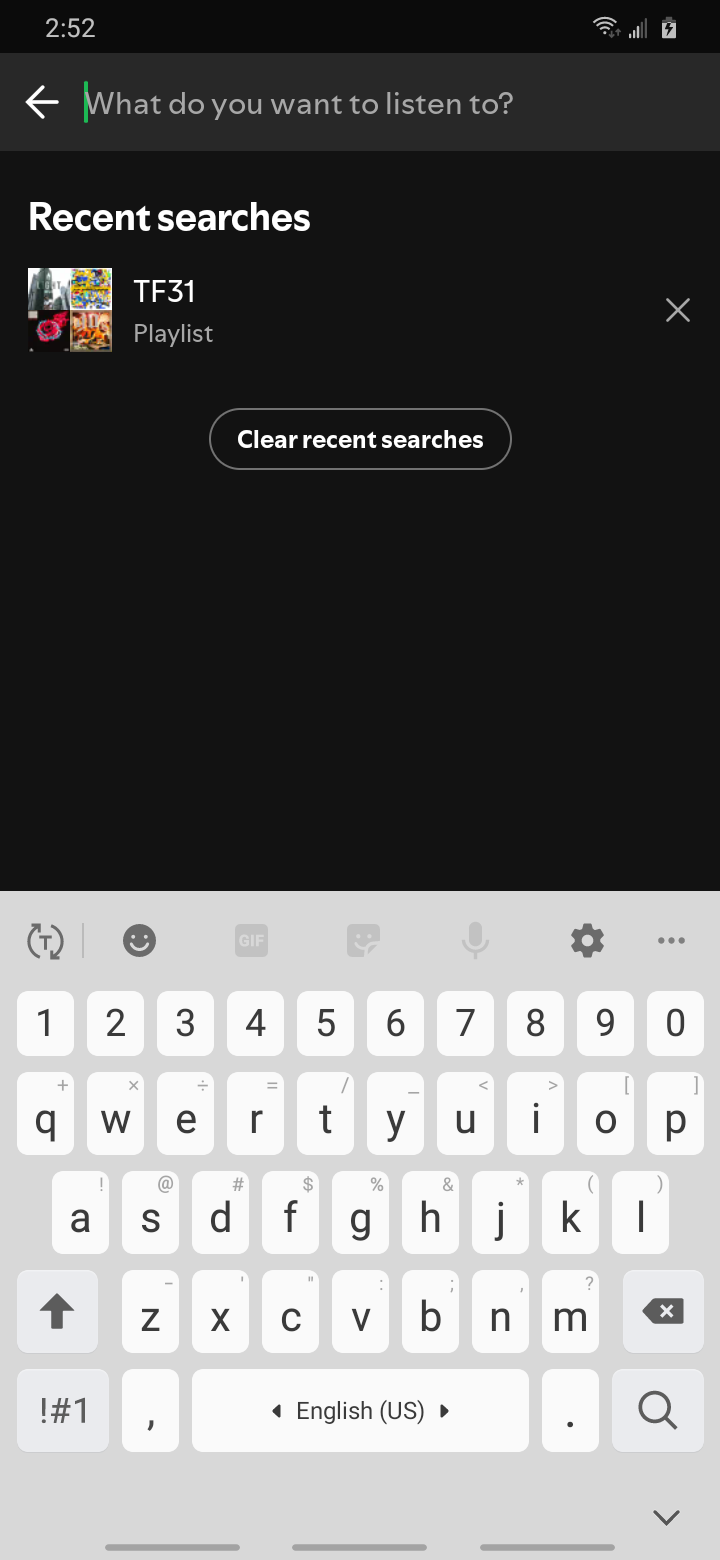 2:52
What do you want to listen to?
Recent searches
TF31
Playlist
Clear recent searches
T
GIF
1 2 3 4 5 6 7 8 9 0
+ × ÷ = / _ < > [ ]
q w e r t y u i o p
! @ # $ % & * ( )
a s d f g h j k l
- ' " : ; , ?
z x c v b n m
!#1 , English (US) .